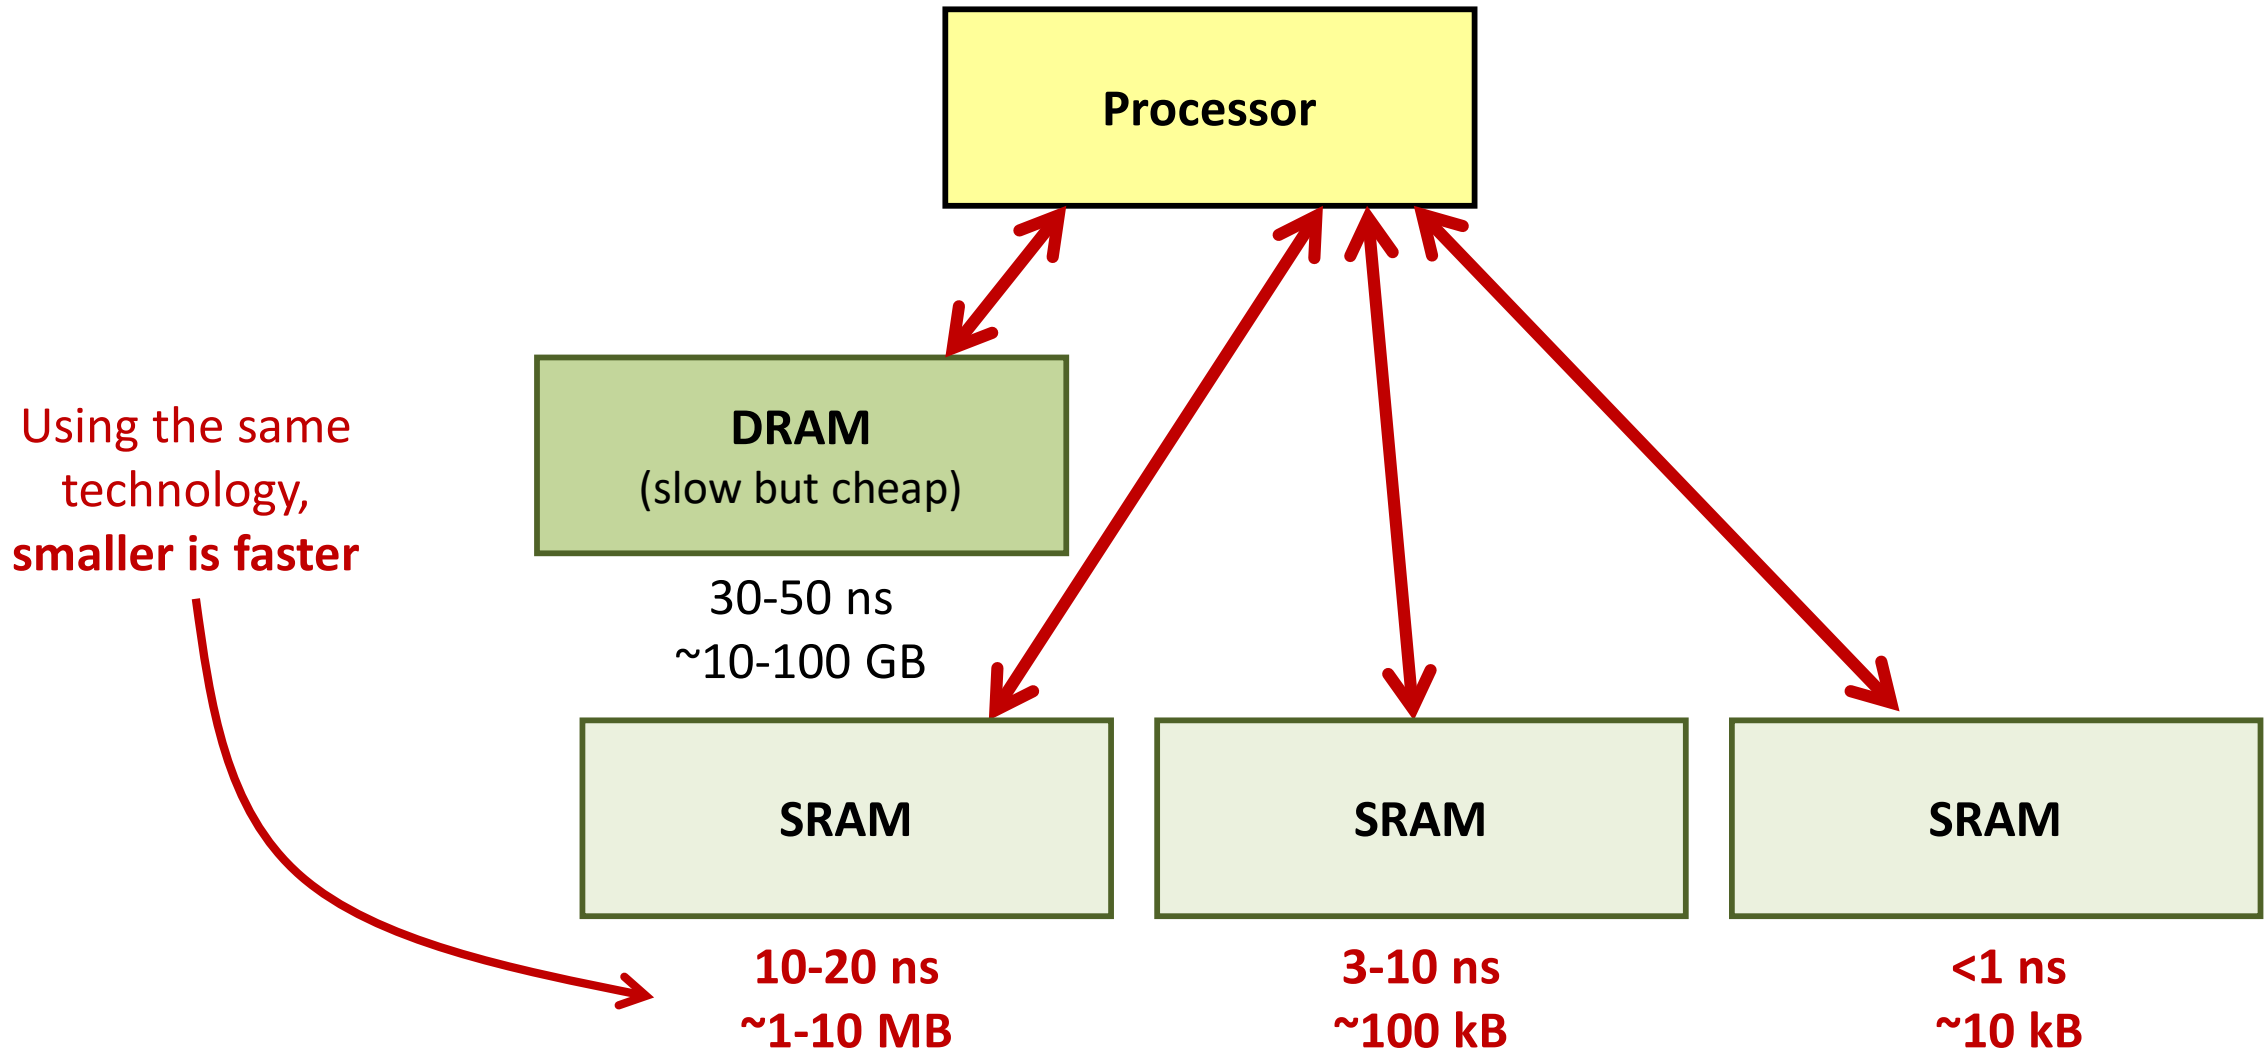 Processor
DRAM
(slow but cheap)
30-50 ns
~10-100 GB
Using the same
technology,
smaller is faster
SRAM
10-20 ns
~1-10 MB
SRAM
3-10 ns
~100 kB
SRAM
<1 ns
~10 kB